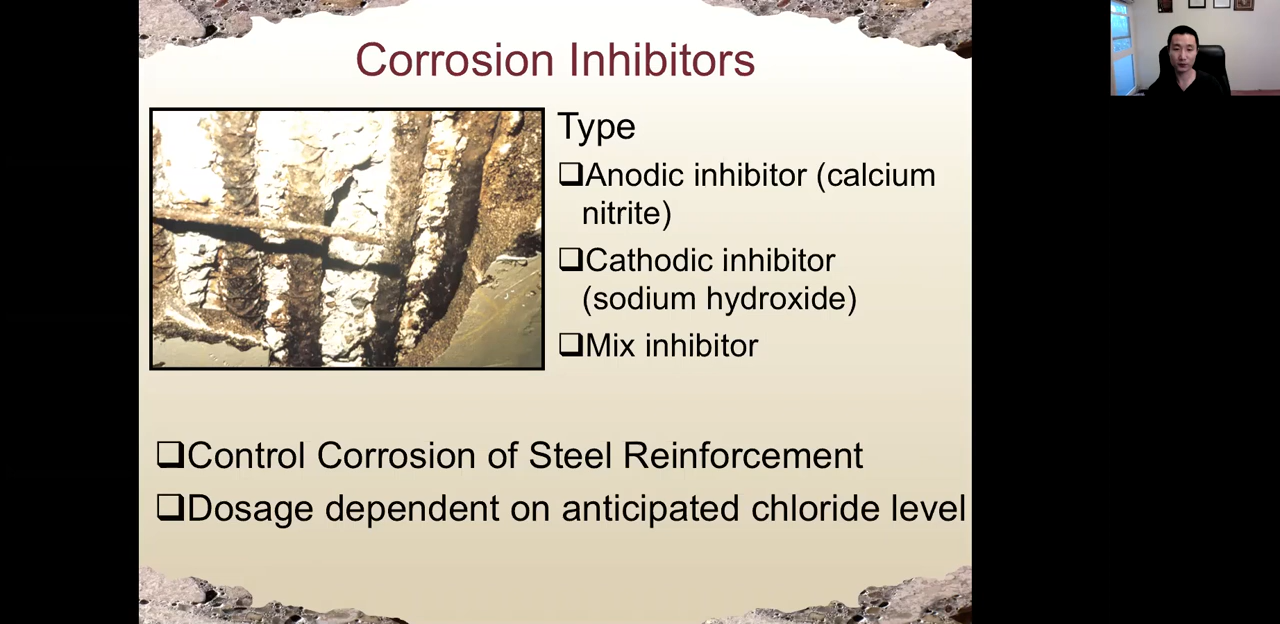 Corrosion Inhibitors
Type
❑Anodic inhibitor (calcium
nitrite)
❑Cathodic inhibitor
(sodium hydroxide)
❑Mix inhibitor
❑Control Corrosion of Steel Reinforcement
❑Dosage dependent on anticipated chloride level